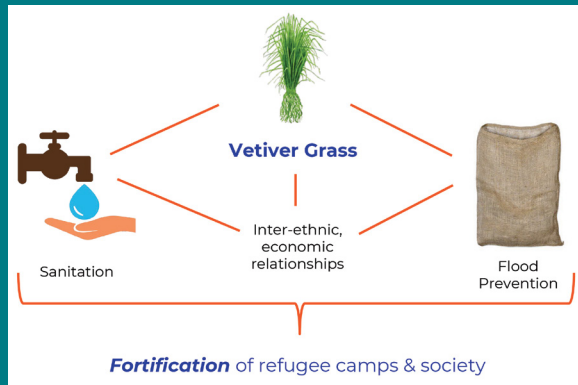 Vetiver Grass
Inter-ethnic,
economic
relationships
Sanitation
Flood
Prevention
Fortification of refugee camps & society